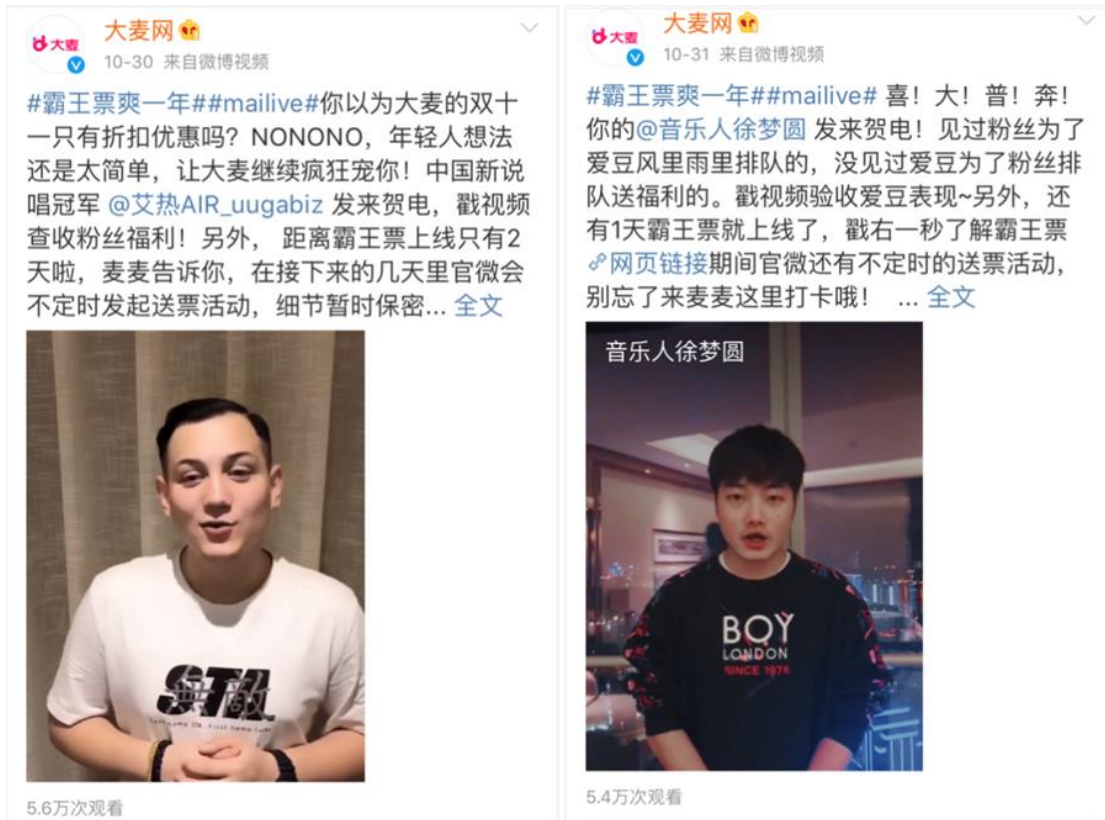 大麦网
大麦
10-30 来自微博视频
#霸王票爽一年##mailive#你以为大麦的双十
一只有折扣优惠吗？NONONO，年轻人想法
还是太简单，让大麦继续疯狂宠你！中国新说
唱冠军 @艾热AIR_uugabiz 发来贺电，戳视频
查收粉丝福利！另外， 距离霸王票上线只有2
天啦，麦麦告诉你，在接下来的几天里官微会
不定时发起送票活动，细节暂时保密... 全文
STA
無敵
5.6万次观看
大麦网
大麦
10-31 来自微博视频
#霸王票爽一年##mailive# 喜！大！普！奔！
你的@音乐人徐梦圆 发来贺电！见过粉丝为了
爱豆风里雨里排队的，没见过爱豆为了粉丝排
队送福利的。戳视频验收爱豆表现~另外，还
有1天霸王票就上线了，戳右一秒了解霸王票
网页链接期间官微还有不定时的送票活动，
别忘了来麦麦这里打卡哦！ ... 全文
音乐人徐梦圆
BOY
LONDON
SINCE 1976
5.4万次观看